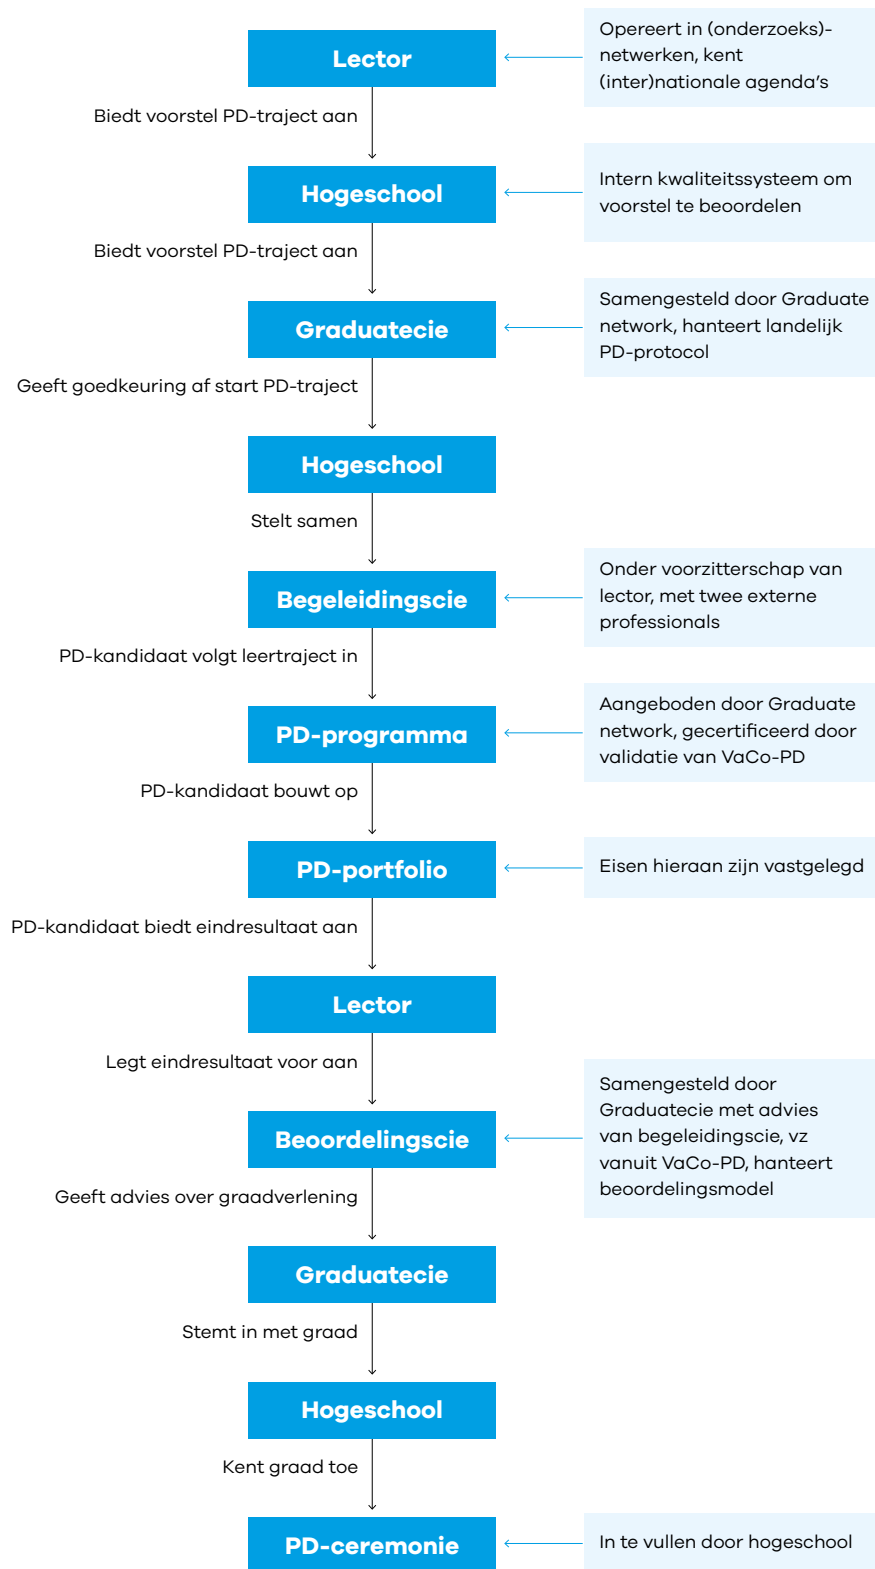 Lector
Opereert in (onderzoeks)-
netwerken, kent
(inter)nationale agenda’s
Biedt voorstel PD-traject aan
Hogeschool
Intern kwaliteitssysteem om
voorstel te beoordelen
Biedt voorstel PD-traject aan
Graduatecie
Samengesteld door Graduate
network, hanteert landelijk
PD-protocol
Geeft goedkeuring af start PD-traject
Hogeschool
Stelt samen
Begeleidingscie
Onder voorzitterschap van
lector, met twee externe
professionals
PD-kandidaat volgt leertraject in
PD-programma
Aangeboden door Graduate
network, gecertificeerd door
validatie van VaCo-PD
PD-kandidaat bouwt op
PD-portfolio
Eisen hieraan zijn vastgelegd
PD-kandidaat biedt eindresultaat aan
Lector
Legt eindresultaat voor aan
Beoordelingscie
Samengesteld door
Graduatecie met advies
van begeleidingscie, vz
vanuit VaCo-PD, hanteert
beoordelingsmodel
Geeft advies over graadverlening
Graduatecie
Stemt in met graad
Hogeschool
Kent graad toe
PD-ceremonie
In te vullen door hogeschool